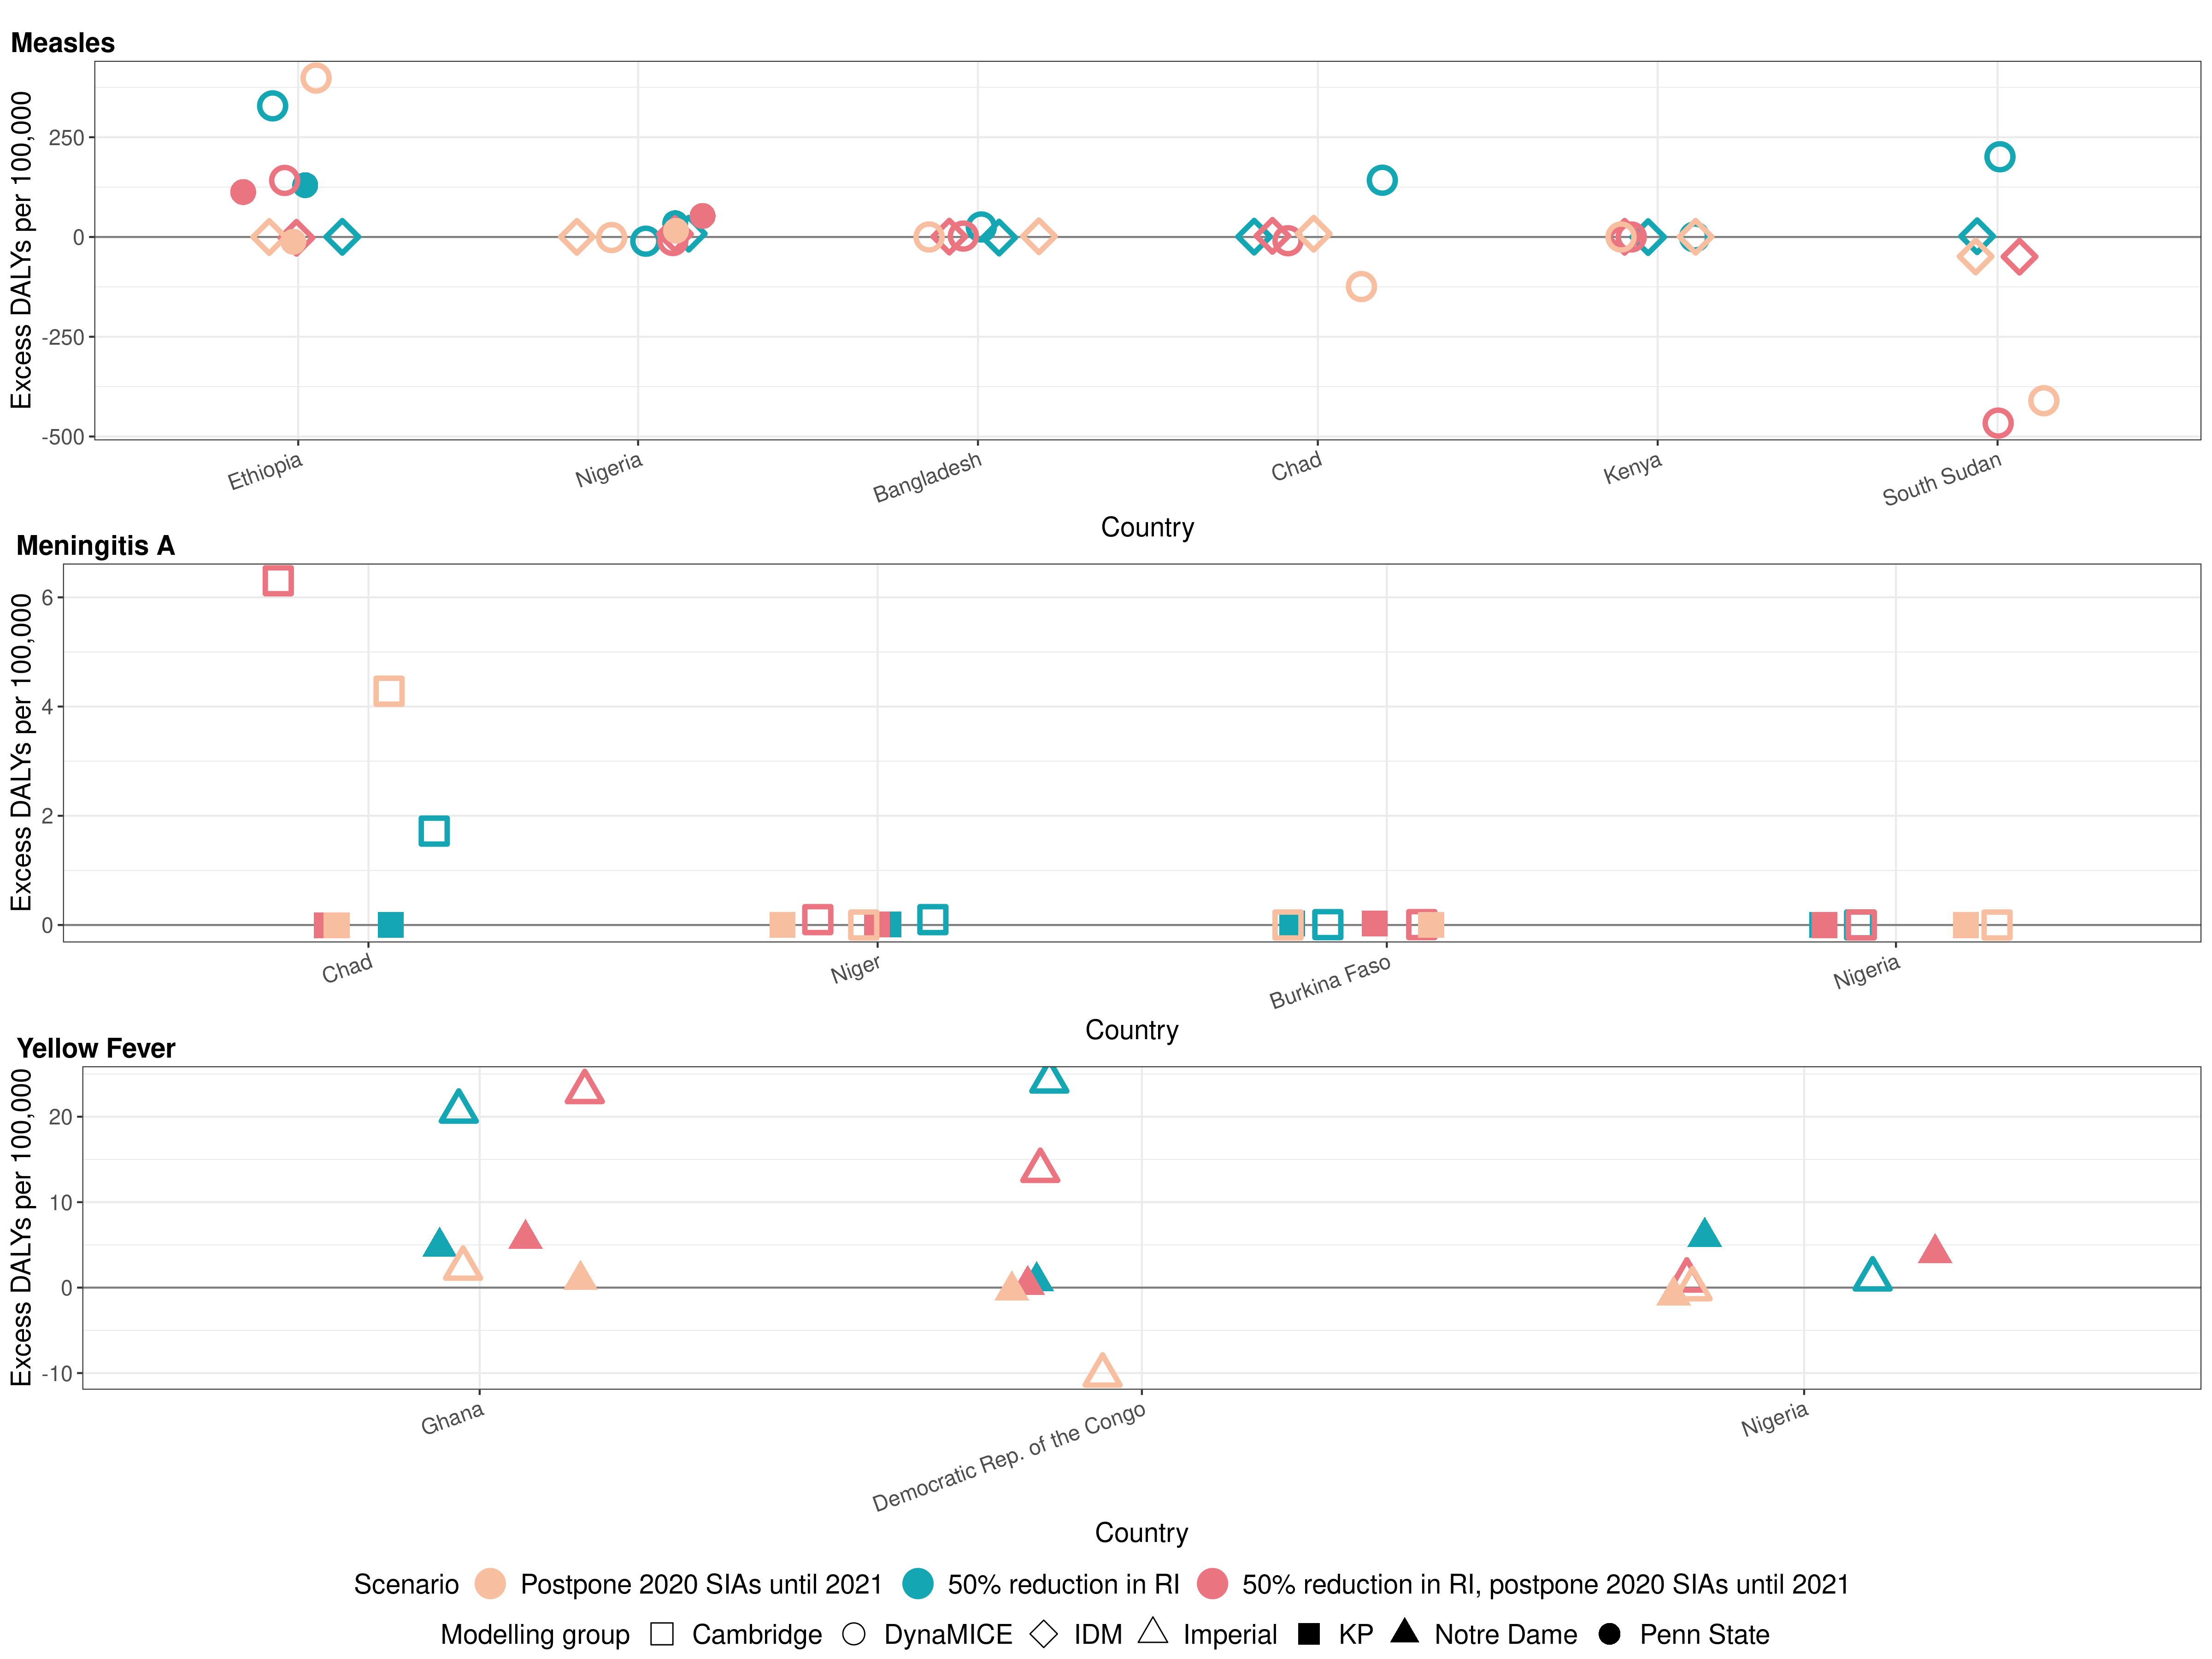 Measles
Excess DALYs per 100,000
250
0
-250
-500
Ethiopia
Nigeria
Bangladesh
Chad
Kenya
South Sudan
Country
Meningitis A
Excess DALYs per 100,000
6
4
2
0
Chad
Niger
Burkina Faso
Nigeria
Country
Yellow Fever
Excess DALYs per 100,000
20
10
0
-10
Ghana
Democratic Rep. of the Congo
Nigeria
Country
Scenario Postpone 2020 SIAs until 2021 50% reduction in RI 50% reduction in RI, postpone 2020 SIAs until 2021
Modelling group Cambridge DynaMICE IDM Imperial KP Notre Dame Penn State